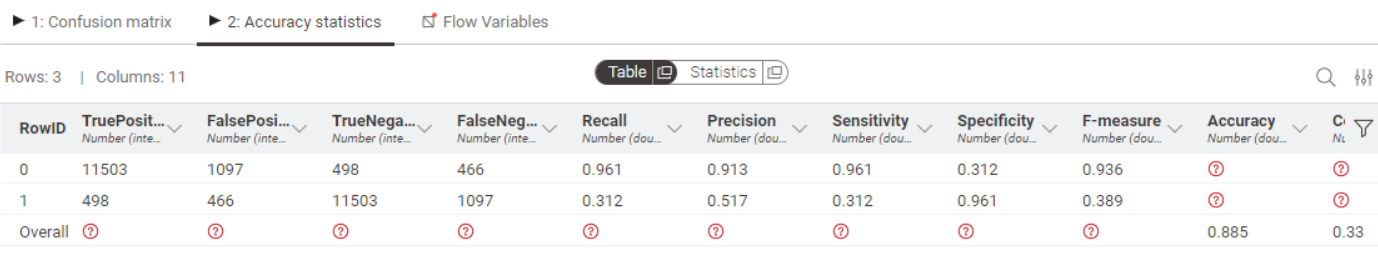 1: Confusion matrix 2: Accuracy statistics Flow Variables
Rows: 3 | Columns: 11 Table Statistics
RowID TruePosit... FalsePosi... TrueNega... FalseNeg... Recall Precision Sensitivity Specificity F-measure Accuracy
Number (inte... Number (inte... Number (inte... Number (inte... Number (dou... Number (dou... Number (dou... Number (dou... Number (dou... Number (dou...
0 11503 1097 498 466 0.961 0.913 0.961 0.312 0.936 ? ?
1 498 466 11503 1097 0.312 0.517 0.312 0.961 0.389 ? ?
Overall ? ? ? ? ? ? ? ? ? 0.885 0.33